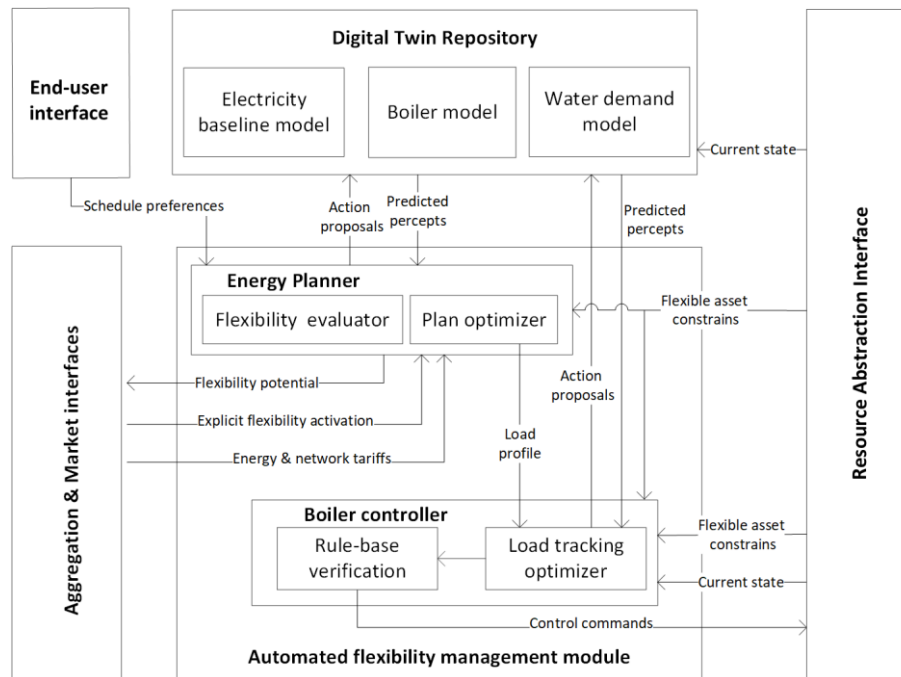 Digital Twin Repository
End-user
interface
Electricity
baseline model
Boiler model
Water demand
model
Current state
Schedule preferences
Action
proposals
Predicted
percepts
Predicted
percepts
Energy Planner
Flexibility evaluator
Plan optimizer
Flexible asset
constrains
Flexibility potential
Explicit flexibility activation
Energy & network tariffs
Action
proposals
Load
profile
Aggregation & Market interfaces
Resource Abstraction Interface
Boiler controller
Rule-base
verification
Load tracking
optimizer
Flexible asset
constrains
Current state
Control commands
Automated flexibility management module